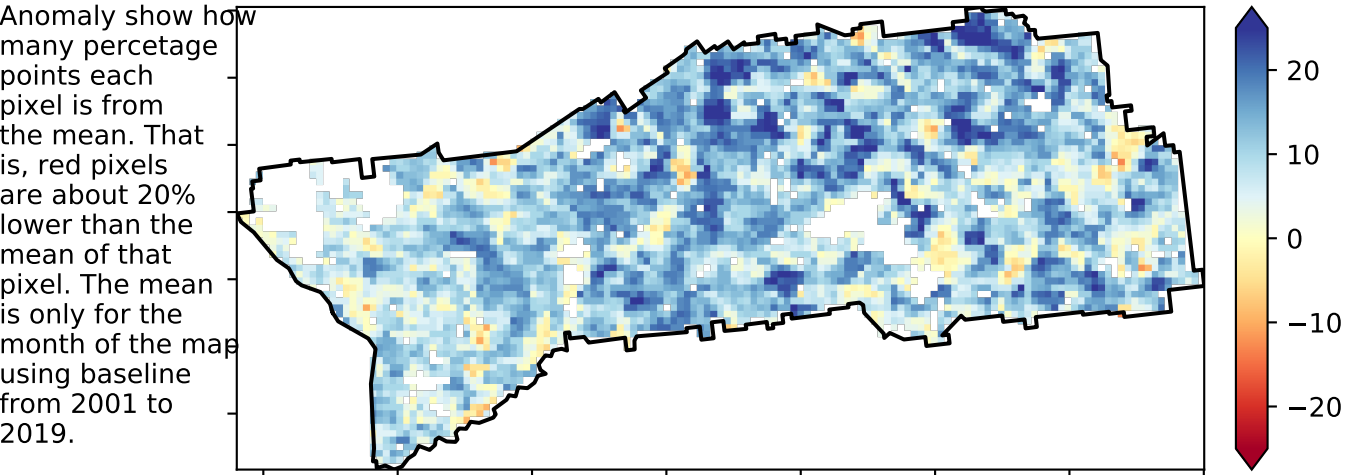 Anomaly show how
many percetage
points each
pixel is from
the mean. That
is, red pixels
are about 20%
lower than the
mean of that
pixel. The mean
is only for the
month of the map
using baseline
from 2001 to
2019.
20
10
0
−10
−20